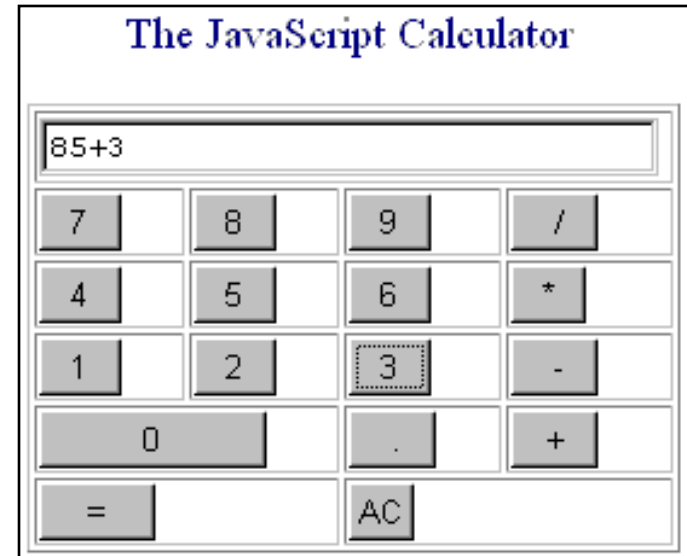 The JavaScript Calculator
85+3
7 8 9 /
4 5 6 *
1 2 3 -
0 . +
= AC